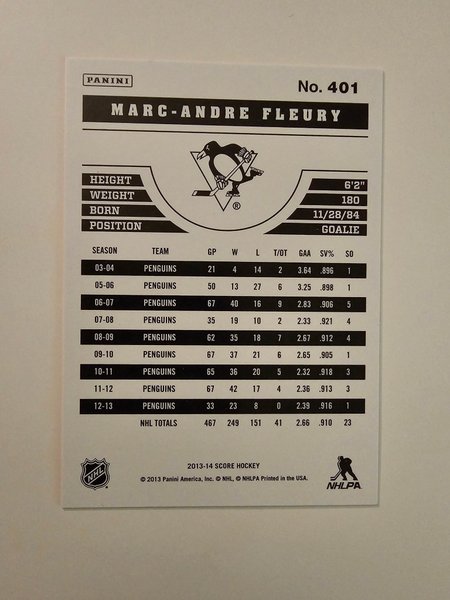 PANINI
No. 401
MARC-ANDRE FLEURY
®
HEIGHT 6'2"
WEIGHT 180
BORN 11/28/84
POSITION GOALIE
SEASON TEAM GP W L T/OT GAA SV% SO
03-04 PENGUINS 21 4 14 2 3.64 .896 1
05-06 PENGUINS 50 13 27 6 3.25 .898 1
06-07 PENGUINS 67 40 16 9 2.83 .906 5
07-08 PENGUINS 35 19 10 2 2.33 .921 4
08-09 PENGUINS 62 35 18 7 2.67 .912 4
09-10 PENGUINS 67 37 21 6 2.65 .905 1
10-11 PENGUINS 65 36 20 5 2.32 .918 3
11-12 PENGUINS 67 42 17 4 2.36 .913 3
12-13 PENGUINS 33 23 8 0 2.39 .916 1
NHL TOTALS 467 249 151 41 2.66 .910 23
2013-14 SCORE HOCKEY
© 2013 Panini America, Inc. © NHL, © NHLPA Printed in the USA.
NHL
NHLPA